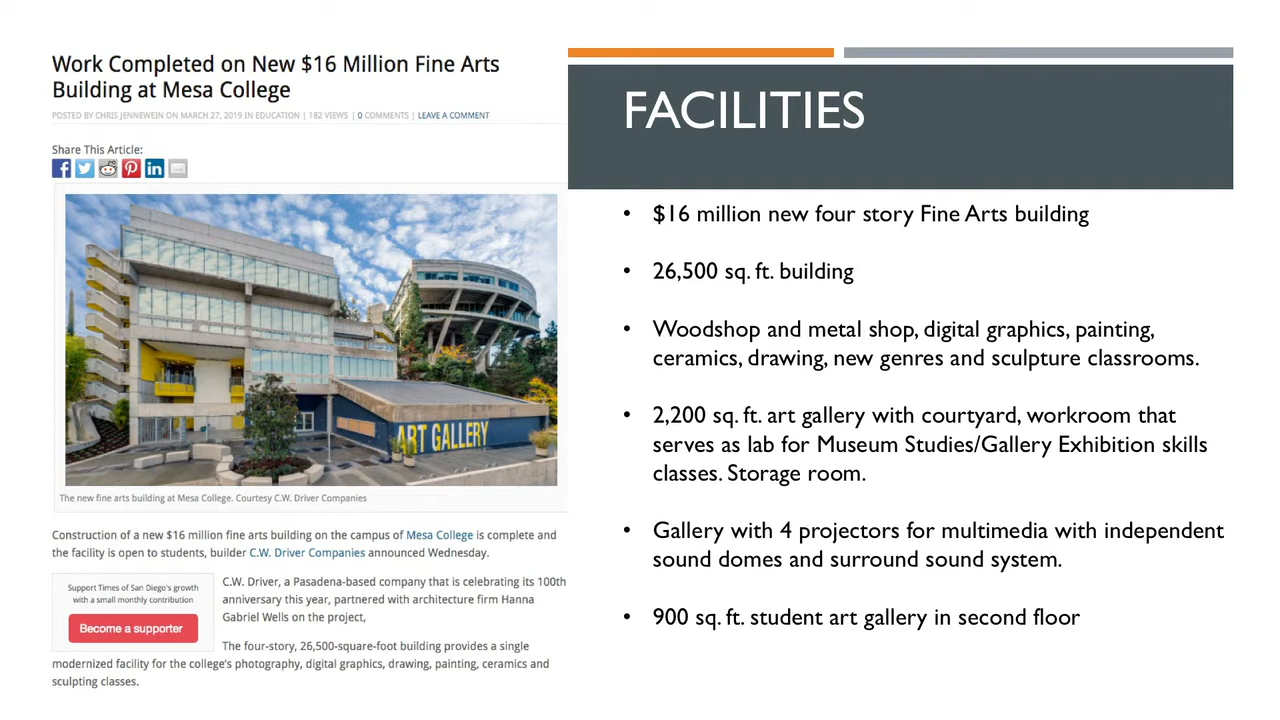 Work Completed on New $16 Million Fine Arts
Building at Mesa College
POSTED BY CHRIS JENNEWEIN ON MARCH 27, 2019 IN EDUCATION | 182 VIEWS | 0 COMMENTS | LEAVE A COMMENT
Share This Article:
ART GALLERY
The new fine arts building at Mesa College. Courtesy C.W. Driver Companies
Construction of a new $16 million fine arts building on the campus of Mesa College is complete and
the facility is open to students, builder C.W. Driver Companies announced Wednesday.
Support Times of San Diego's growth
with a small monthly contribution
Become a supporter
C.W. Driver, a Pasadena-based company that is celebrating its 100th
anniversary this year, partnered with architecture firm Hanna
Gabriel Wells on the project,
The four-story, 26,500-square-foot building provides a single
modernized facility for the college's photography, digital graphics, drawing, painting, ceramics and
sculpting classes.
FACILITIES
• $16 million new four story Fine Arts building
• 26,500 sq. ft. building
• Woodshop and metal shop, digital graphics, painting,
ceramics, drawing, new genres and sculpture classrooms.
• 2,200 sq. ft. art gallery with courtyard, workroom that
serves as lab for Museum Studies/Gallery Exhibition skills
classes. Storage room.
• Gallery with 4 projectors for multimedia with independent
sound domes and surround sound system.
• 900 sq. ft. student art gallery in second floor